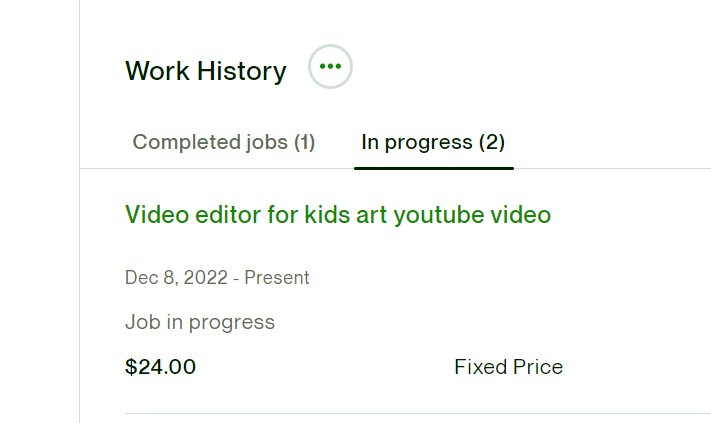 Work History
Completed jobs (1) In progress (2)
Video editor for kids art youtube video
Dec 8, 2022 - Present
Job in progress
$24.00 Fixed Price